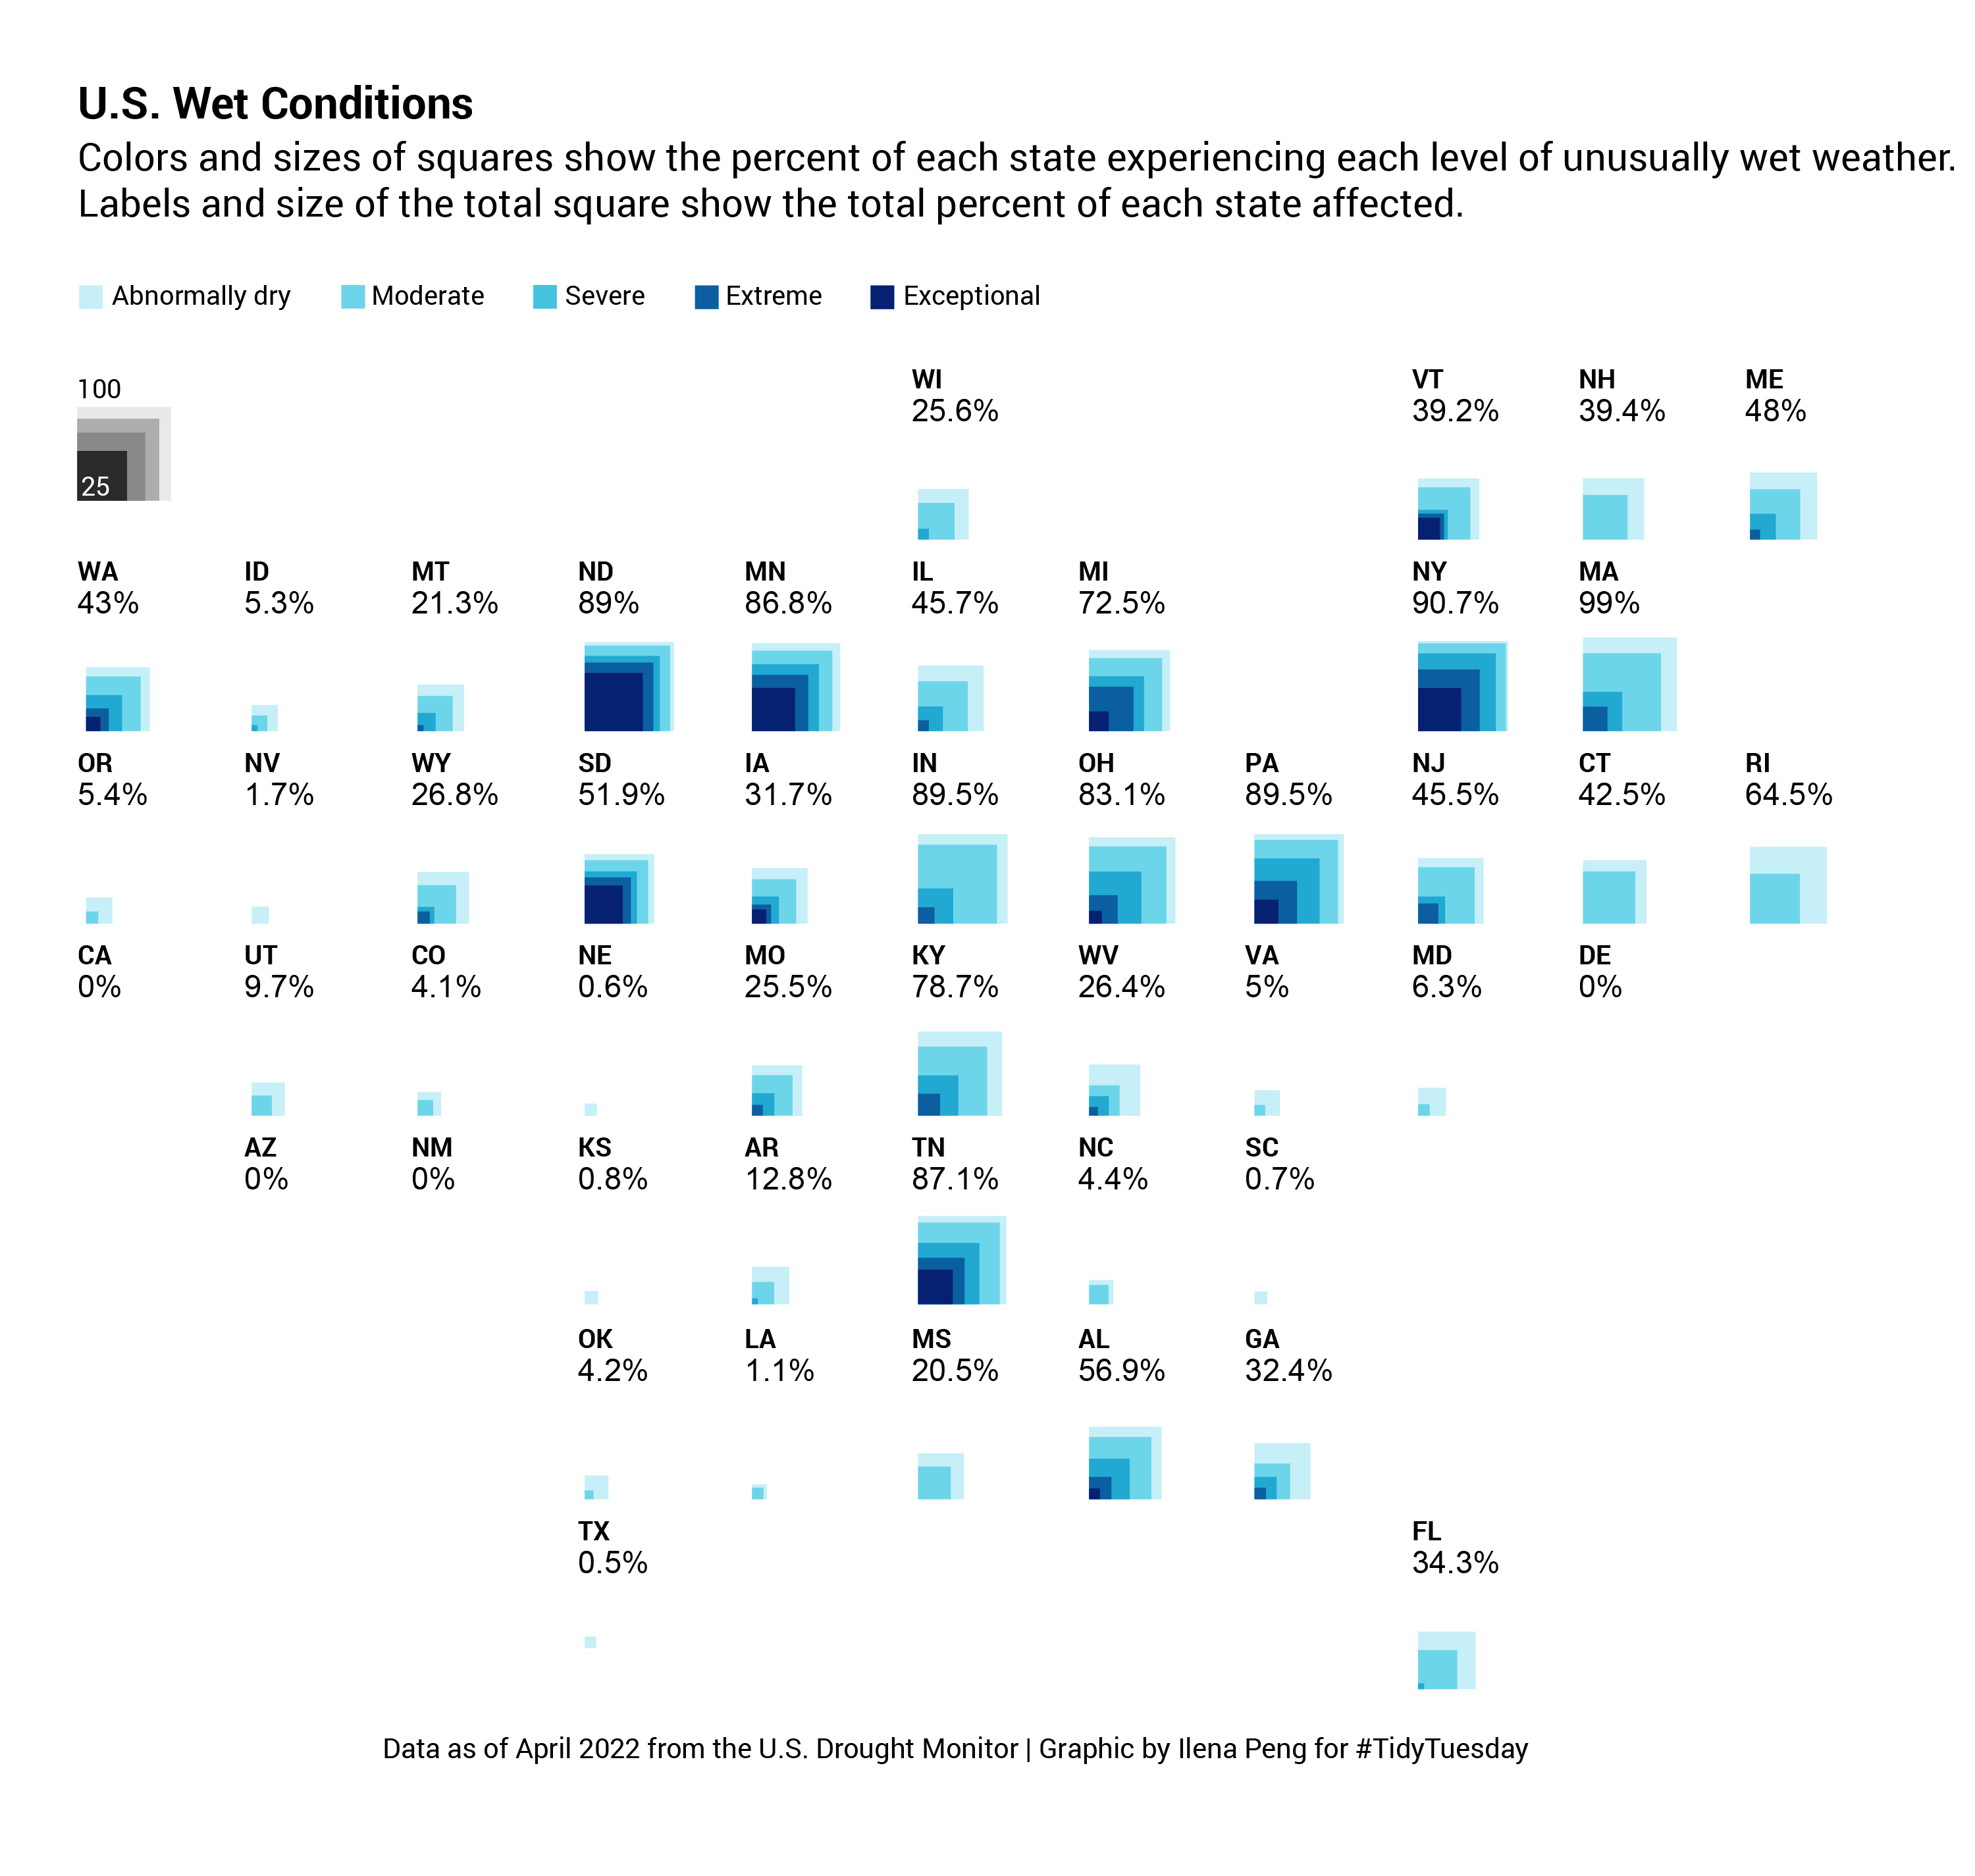 U.S. Wet Conditions
Colors and sizes of squares show the percent of each state experiencing each level of unusually wet weather.
Labels and size of the total square show the total percent of each state affected.
Abnormally dry Moderate Severe Extreme Exceptional
100
25
WI VT NH ME
25.6% 39.2% 39.4% 48%
WA ID MT ND MN IL MI NY MA
43% 5.3% 21.3% 89% 86.8% 45.7% 72.5% 90.7% 99%
OR NV WY SD IA IN OH PA NJ CT RI
5.4% 1.7% 26.8% 51.9% 31.7% 89.5% 83.1% 89.5% 45.5% 42.5% 64.5%
CA UT CO NE MO KY WV VA MD DE
0% 9.7% 4.1% 0.6% 25.5% 78.7% 26.4% 5% 6.3% 0%
AZ NM KS AR TN NC SC
0% 0% 0.8% 12.8% 87.1% 4.4% 0.7%
OK LA MS AL GA
4.2% 1.1% 20.5% 56.9% 32.4%
TX FL
0.5% 34.3%
Data as of April 2022 from the U.S. Drought Monitor | Graphic by Ilena Peng for #TidyTuesday